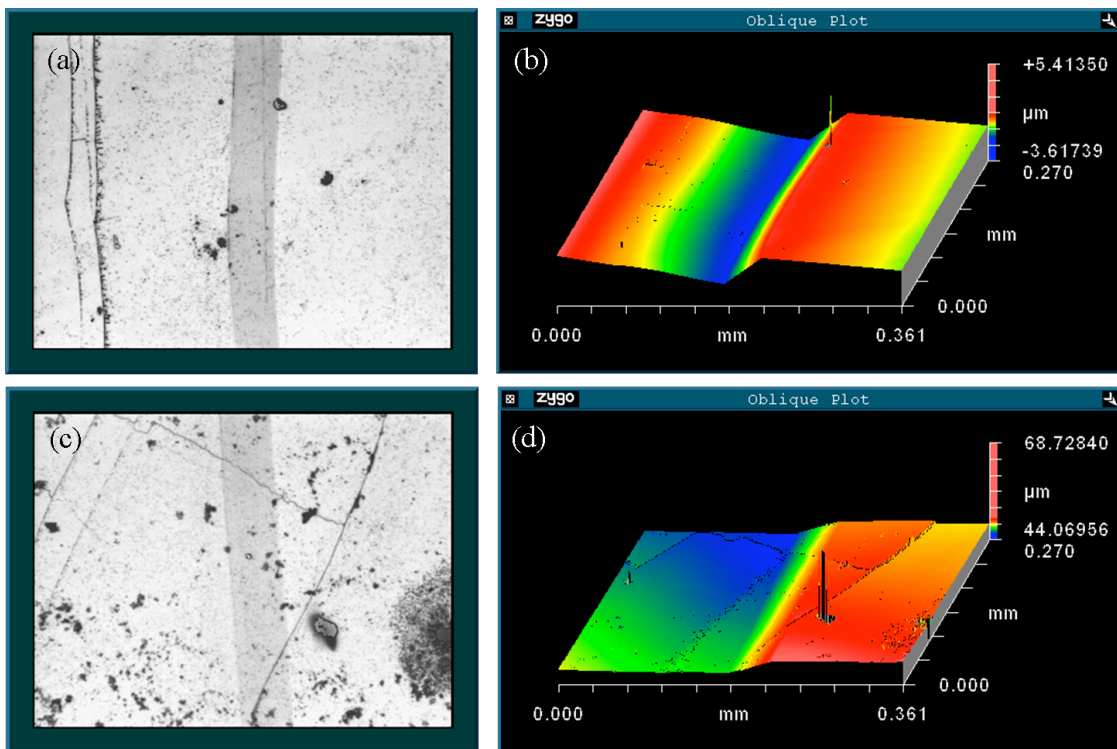 (a)
zygo
Oblique Plot
(b)
+5.41350
µm
-3.61739
0.270
mm
0.000
0.000
mm
0.361
(c)
zygo
Oblique Plot
(d)
68.72840
µm
44.06956
0.270
mm
0.000
0.000
mm
0.361